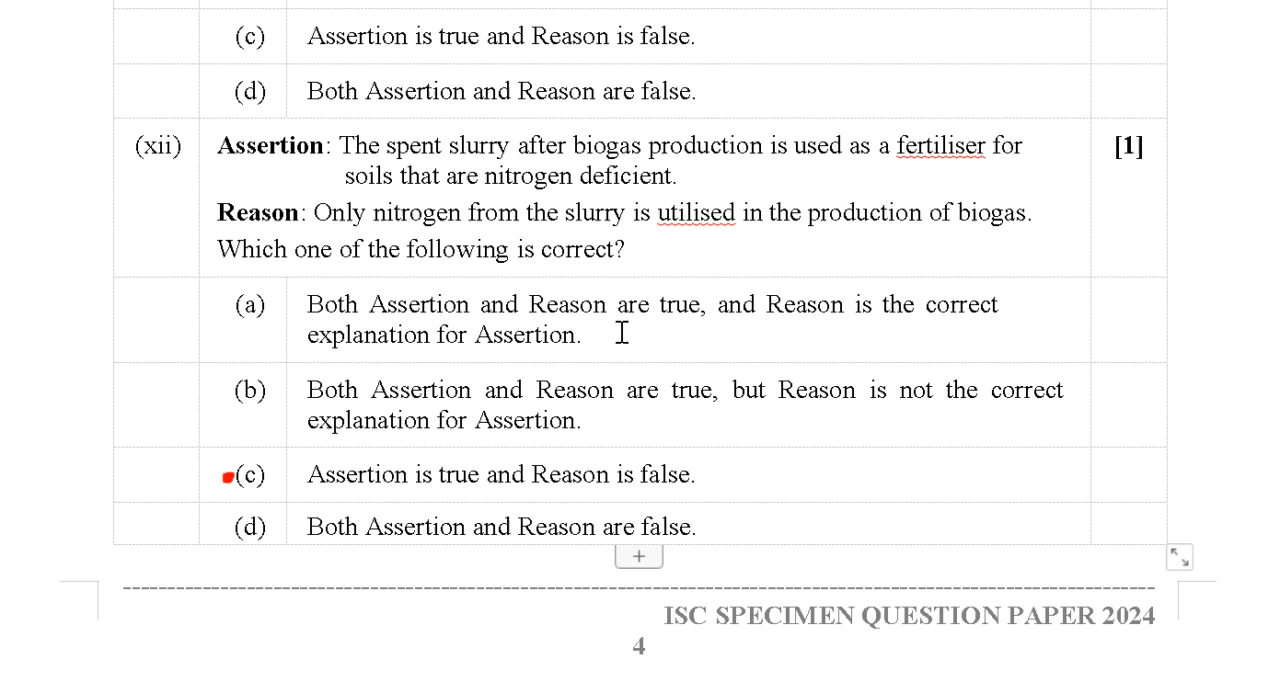 (c) Assertion is true and Reason is false.
(d) Both Assertion and Reason are false.
(xii) Assertion: The spent slurry after biogas production is used as a fertiliser for [1]
soils that are nitrogen deficient.
Reason: Only nitrogen from the slurry is utilised in the production of biogas.
Which one of the following is correct?
(a) Both Assertion and Reason are true, and Reason is the correct
explanation for Assertion.
(b) Both Assertion and Reason are true, but Reason is not the correct
explanation for Assertion.
(c) Assertion is true and Reason is false.
(d) Both Assertion and Reason are false.
ISC SPECIMEN QUESTION PAPER 2024
4